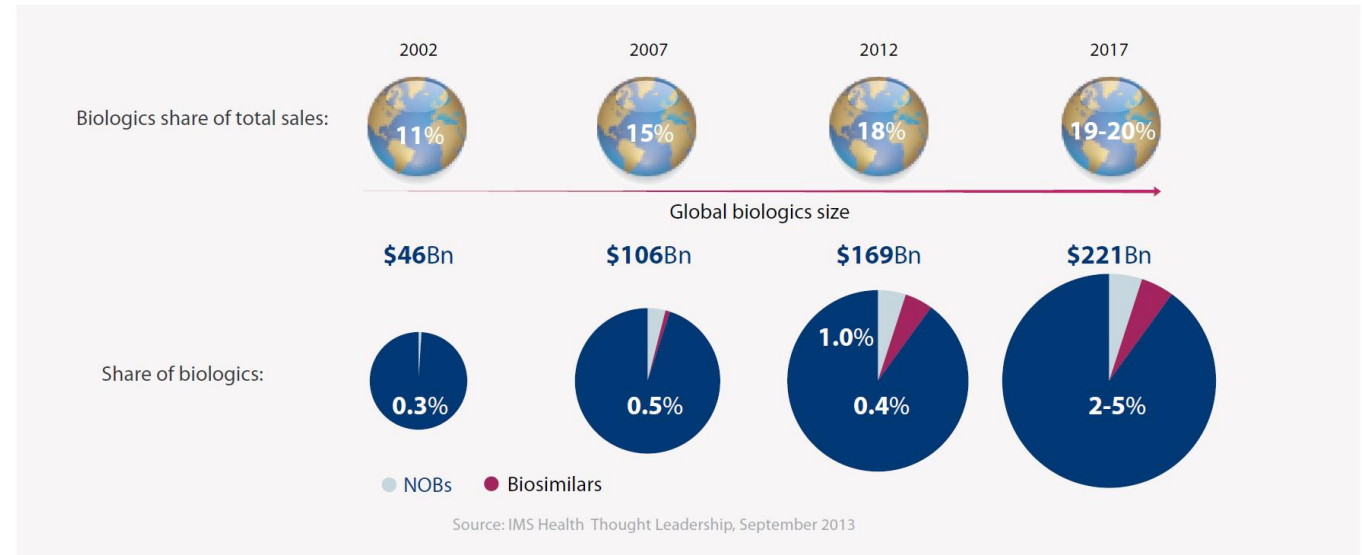 2002 2007 2012 2017
Biologics share of total sales: 11% 15% 18% 19-20%
Global biologics size
$46Bn $106Bn $169Bn $221Bn
1.0%
Share of biologics: 0.3% 0.5% 0.4% 2-5%
NOBs Biosimilars
Source: IMS Health Thought Leadership, September 2013